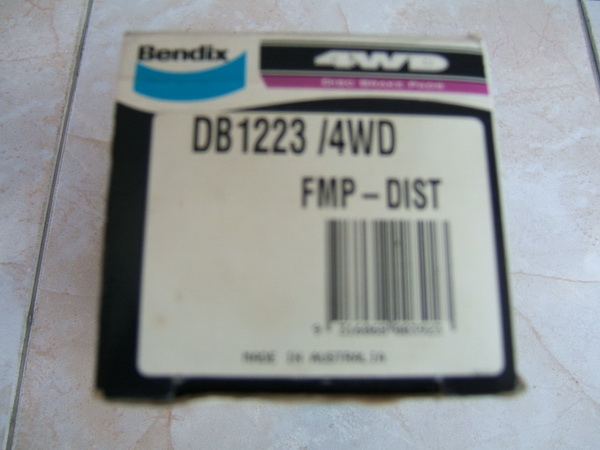 Bendix
4WD
DISC BRAKE PADS
DB1223 /4WD
FMP-DIST
MADE IN AUSTRALIA